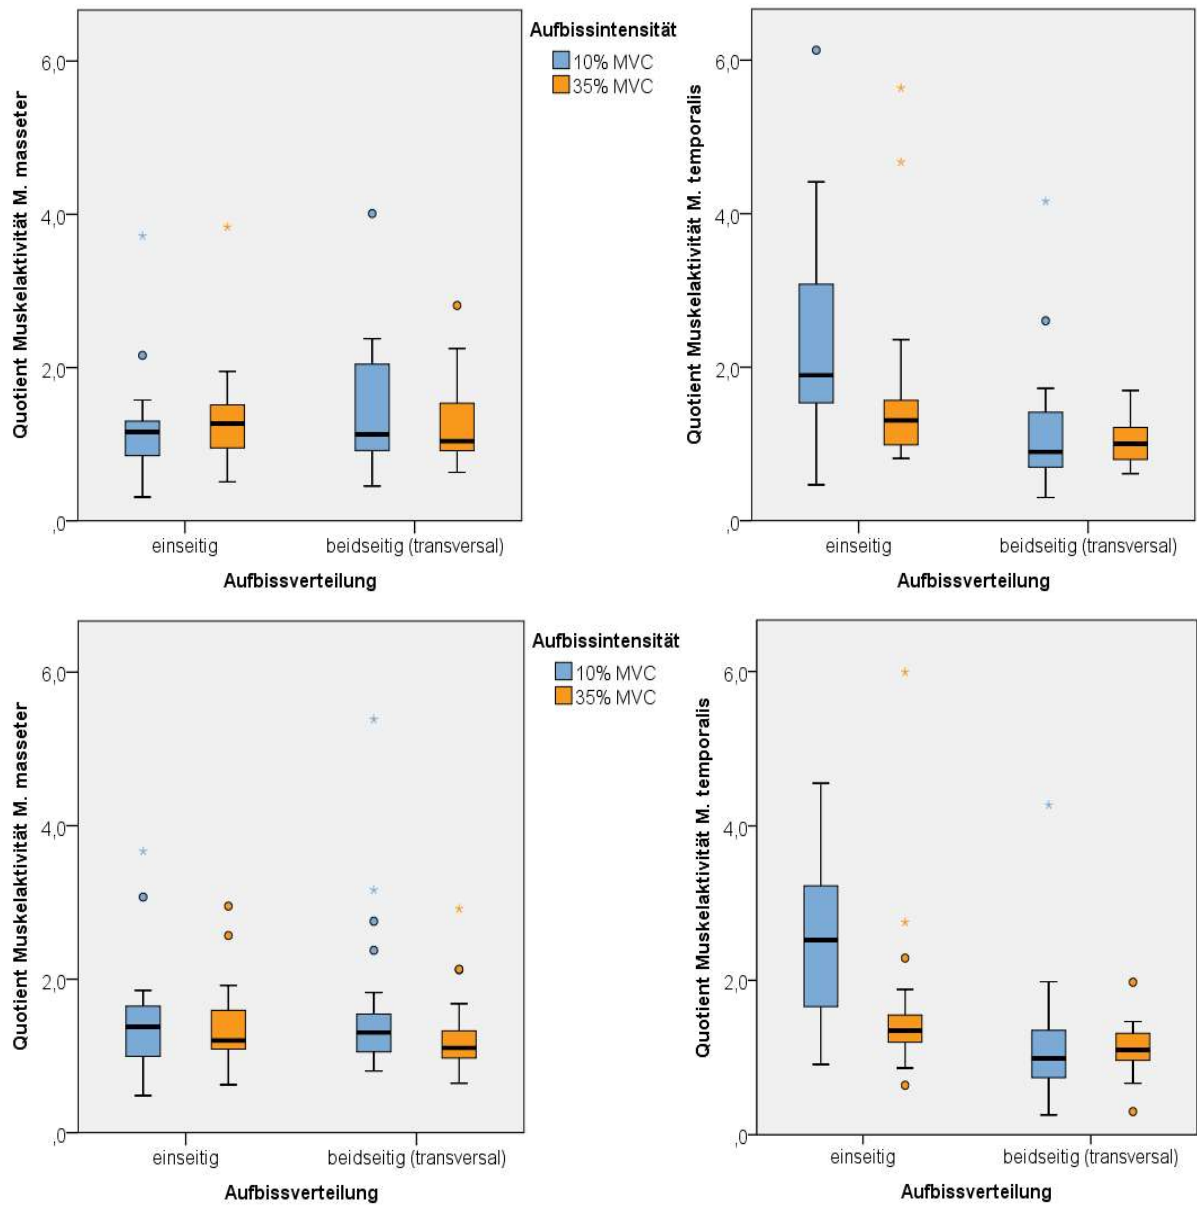 Aufbissintensität
10% MVC
35% MVC
Quotient Muskelaktivität M. masseter
6,0
4,0
2,0
,0
einseitig
beidseitig (transversal)
Aufbissverteilung
Quotient Muskelaktivität M. temporalis
6,0
4,0
2,0
,0
einseitig
beidseitig (transversal)
Aufbissverteilung
Aufbissintensität
10% MVC
35% MVC
Quotient Muskelaktivität M. masseter
6,0
4,0
2,0
,0
einseitig
beidseitig (transversal)
Aufbissverteilung
Quotient Muskelaktivität M. temporalis
6,0
4,0
2,0
,0
einseitig
beidseitig (transversal)
Aufbissverteilung